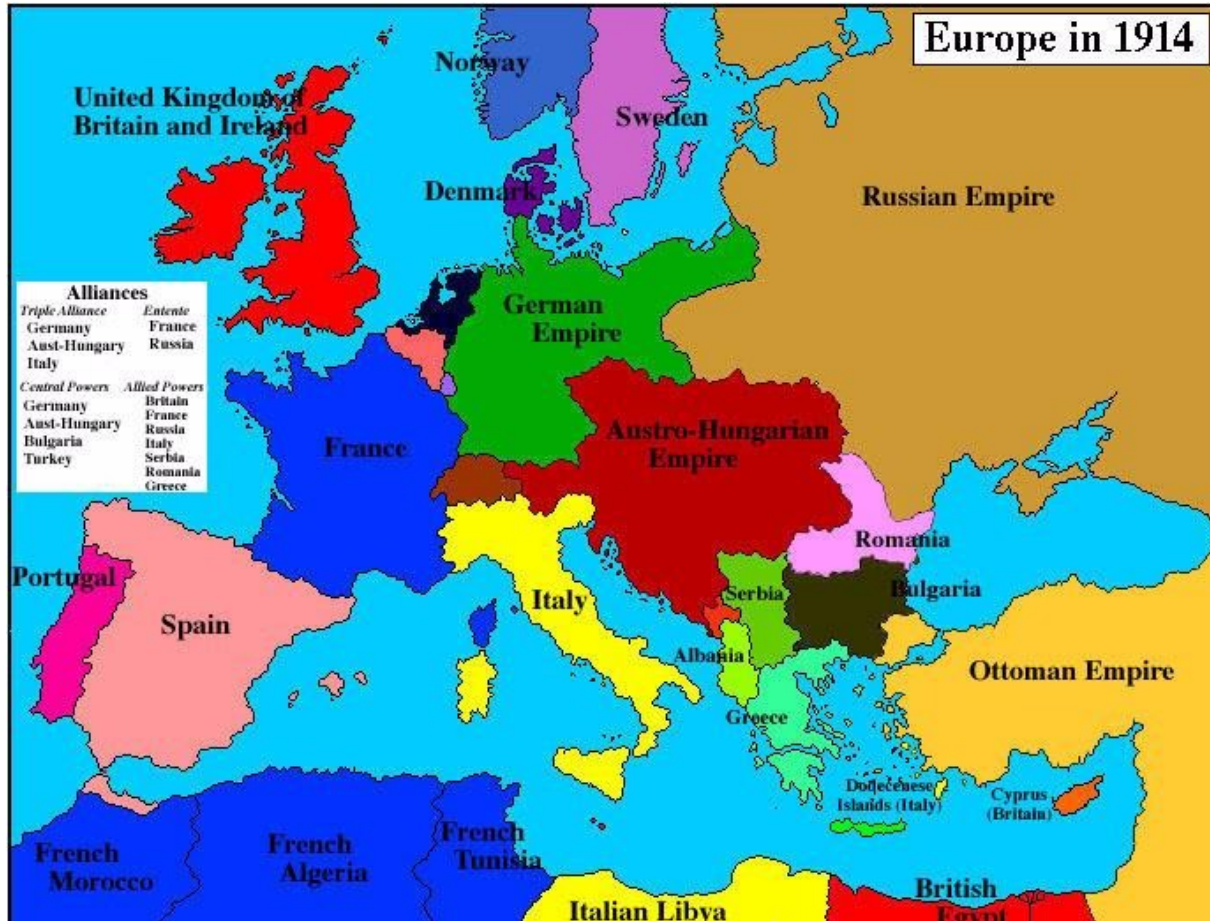 Europe in 1914
Norway
United Kingdom of
Britain and Ireland
Sweden
Denmark
Russian Empire
Alliances
Triple Alliance Entente
Germany France
Aust-Hungary Russia
Italy
Central Powers Allied Powers
Germany Britain
Aust-Hungary France
Bulgaria Russia
Turkey Italy
Serbia
Romania
Greece
German
Empire
France
Austro-Hungarian
Empire
Romania
Portugal
Spain
Italy
Serbia
Bulgaria
Albania
Ottoman Empire
Greece
Dodecenese
Islands (Italy)
Cyprus
(Britain)
French
Morocco
French
Algeria
French
Tunisia
Italian Libya
British
Egypt